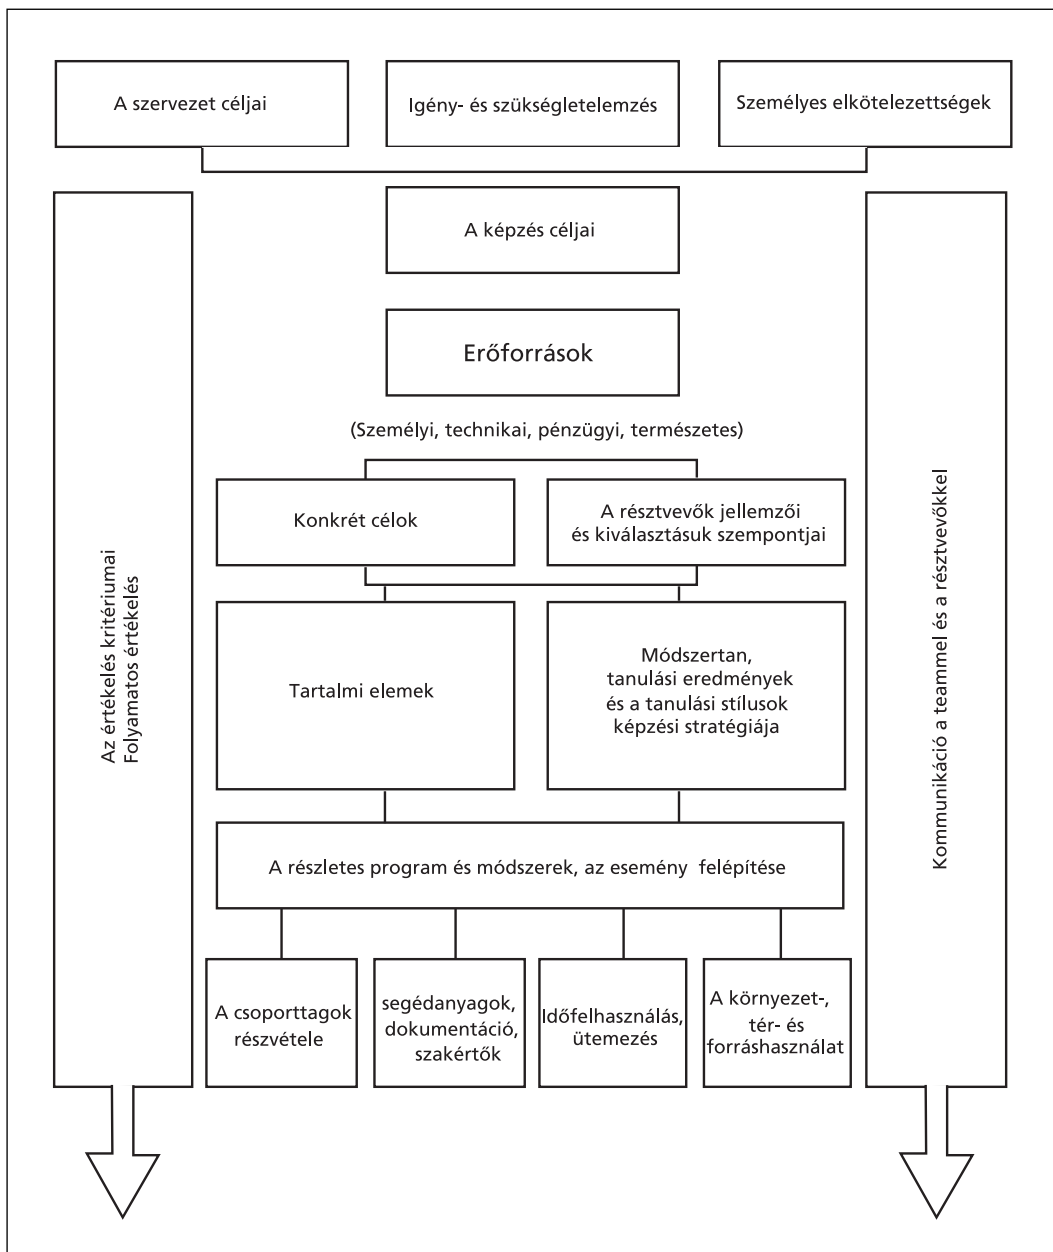 A szervezet céljai
Igény- és szükségletelemzés
Személyes elkötelezettségek
A képzés céljai
Erőforrások
(Személyi, technikai, pénzügyi, természetes)
Konkrét célok
A résztvevők jellemzői
és kiválasztásuk szempontjai
Az értékelés kritériumai
Folyamatos értékelés
Tartalmi elemek
Módszertan,
tanulási eredmények
és a tanulási stílusok
képzési stratégiája
Kommunikáció a teammel és a résztvevőkkel
A részletes program és módszerek, az esemény felépítése
A csoporttagok
részvétele
segédanyagok,
dokumentáció,
szakértők
Időfelhasználás,
ütemezés
A környezet-,
tér- és
forráshasználat